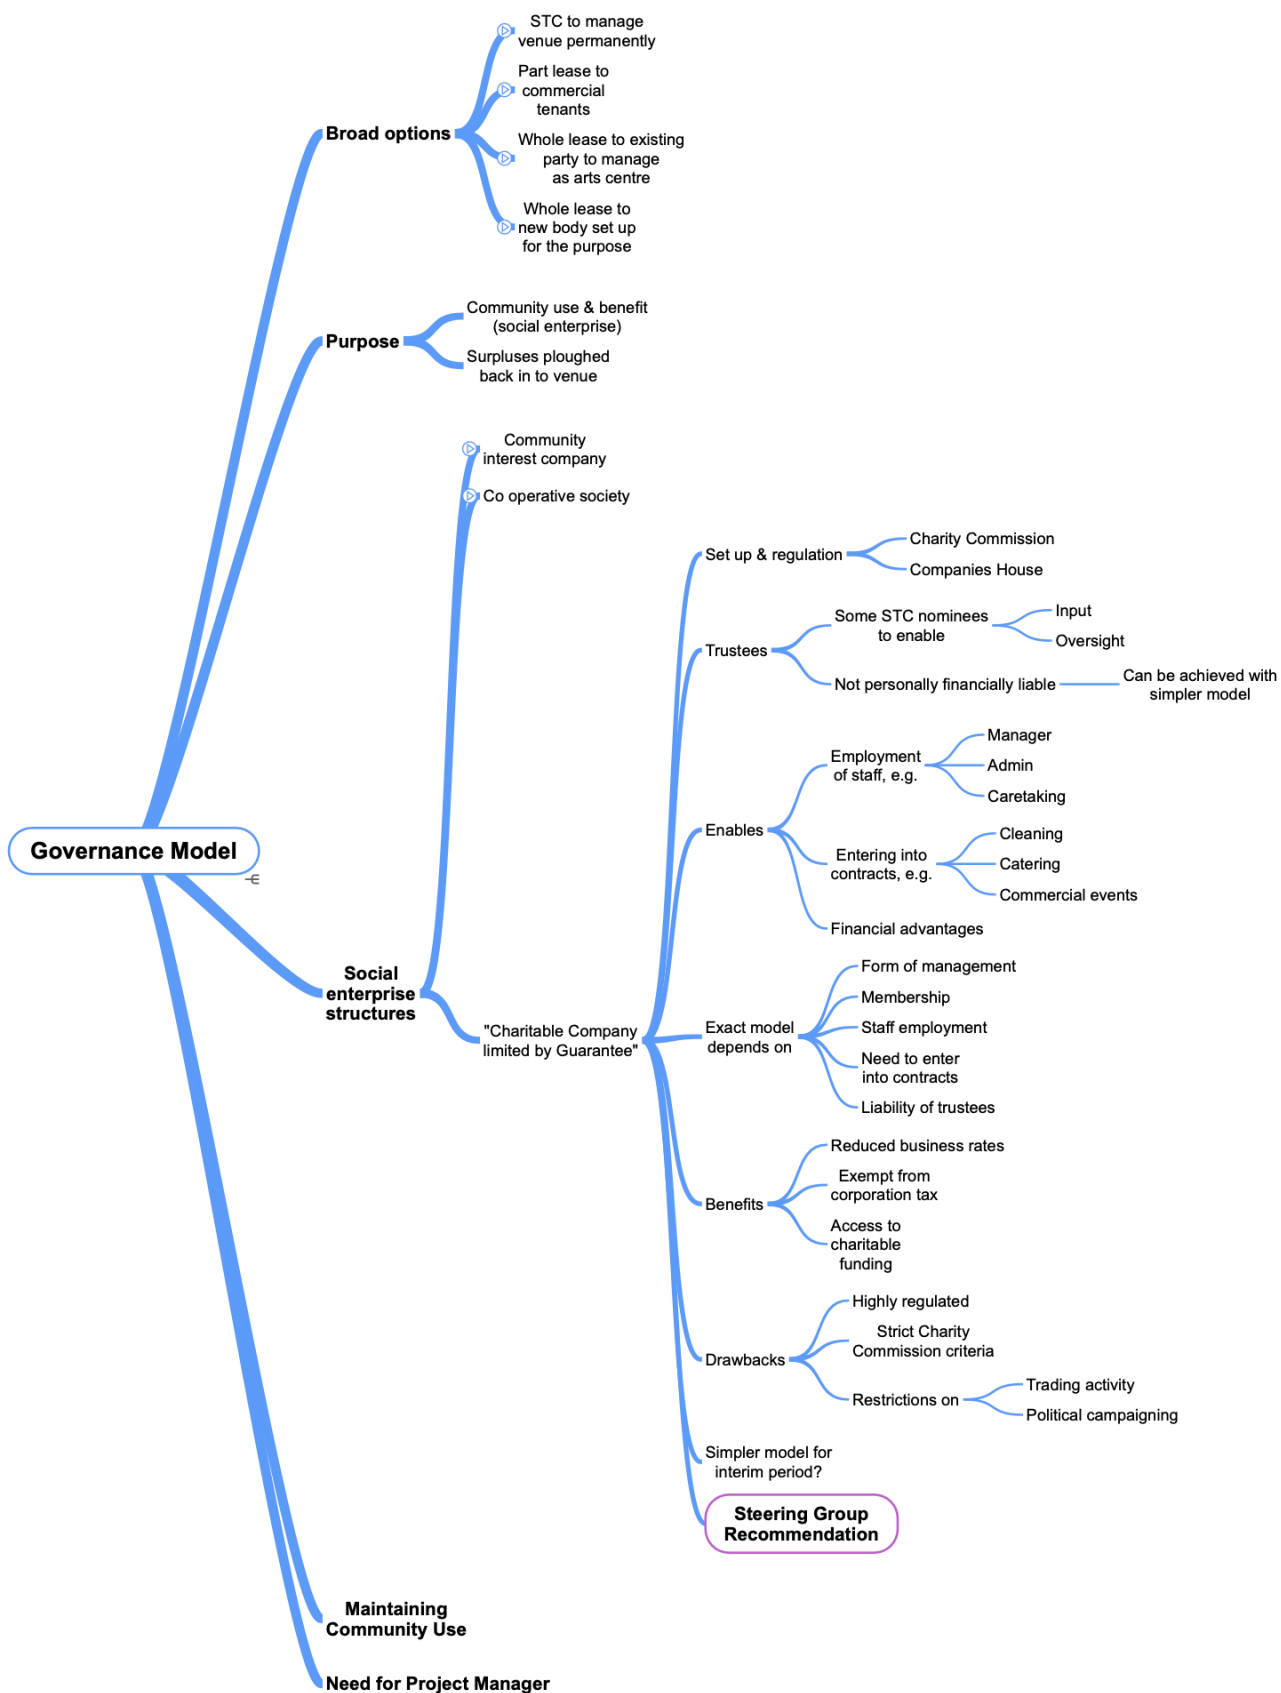 STC to manage
venue permanently
Part lease to
commercial
tenants
Broad options
Whole lease to existing
party to manage
as arts centre
Whole lease to
new body set up
for the purpose
Community use & benefit
(social enterprise)
Purpose
Surpluses ploughed
back in to venue
Community
interest company
Co operative society
Set up & regulation
Charity Commission
Companies House
Trustees
Some STC nominees
to enable
Input
Oversight
Not personally financially liable
Can be achieved with
simpler model
Enables
Employment
of staff, e.g.
Manager
Admin
Caretaking
Governance Model
Entering into
contracts, e.g.
Cleaning
Catering
Commercial events
Financial advantages
Social
enterprise
structures
"Charitable Company
limited by Guarantee"
Exact model
depends on
Form of management
Membership
Staff employment
Need to enter
into contracts
Liability of trustees
Benefits
Reduced business rates
Exempt from
corporation tax
Access to
charitable
funding
Drawbacks
Highly regulated
Strict Charity
Commission criteria
Restrictions on
Trading activity
Political campaigning
Simpler model for
interim period?
Steering Group
Recommendation
Maintaining
Community Use
Need for Project Manager